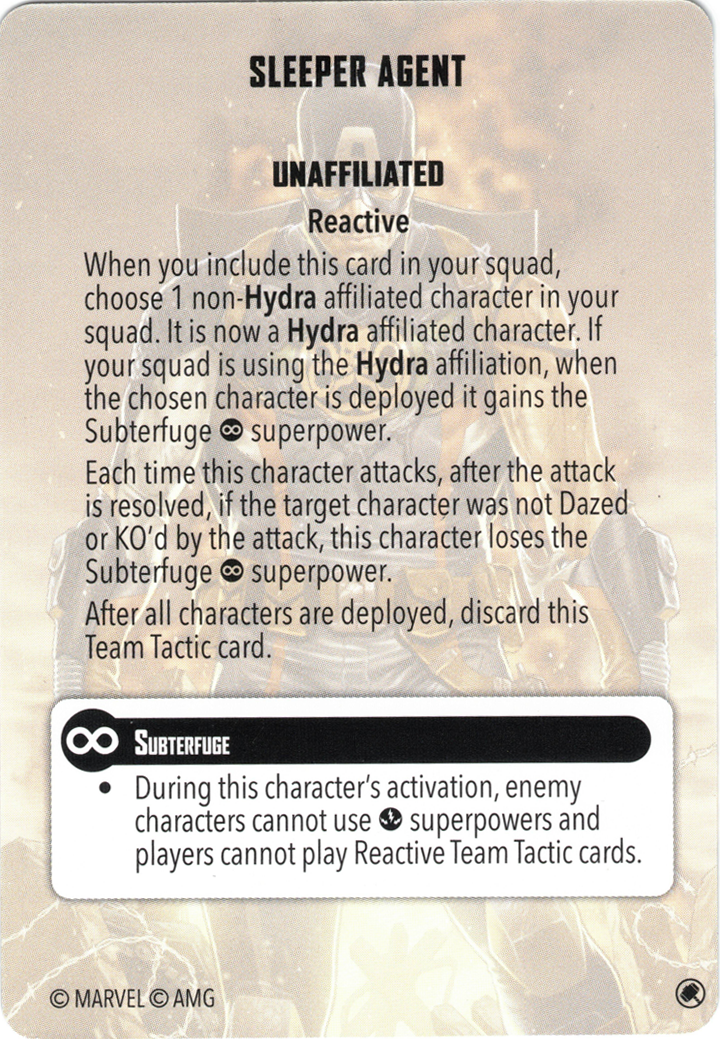 SLEEPER AGENT
UNAFFILIATED
Reactive
When you include this card in your squad,
choose 1 non-Hydra affiliated character in your
squad. It is now a Hydra affiliated character. If
your squad is using the Hydra affiliation, when
the chosen character is deployed it gains the
Subterfuge ∞ superpower.
Each time this character attacks, after the attack
is resolved, if the target character was not Dazed
or KO’d by the attack, this character loses the
Subterfuge ∞ superpower.
After all characters are deployed, discard this
Team Tactic card.
∞ SUBTERFUGE
• During this character’s activation, enemy
characters cannot use superpowers and
players cannot play Reactive Team Tactic cards.
© MARVEL © AMG